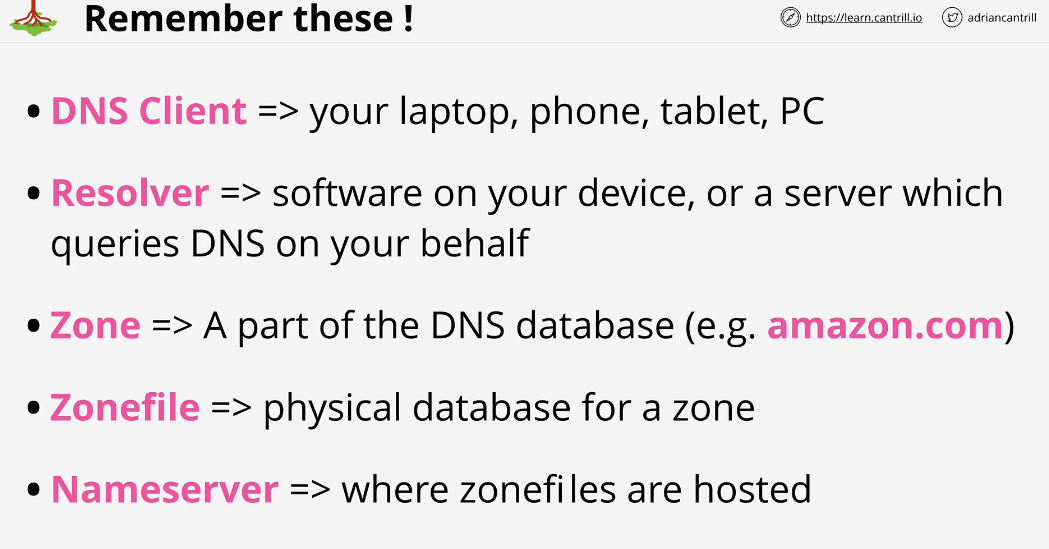 Remember these !
https://learn.cantrill.io
adriancantrill
• DNS Client => your laptop, phone, tablet, PC
• Resolver => software on your device, or a server which
queries DNS on your behalf
• Zone => A part of the DNS database (e.g. amazon.com)
• Zonefile => physical database for a zone
• Nameserver => where zonefiles are hosted